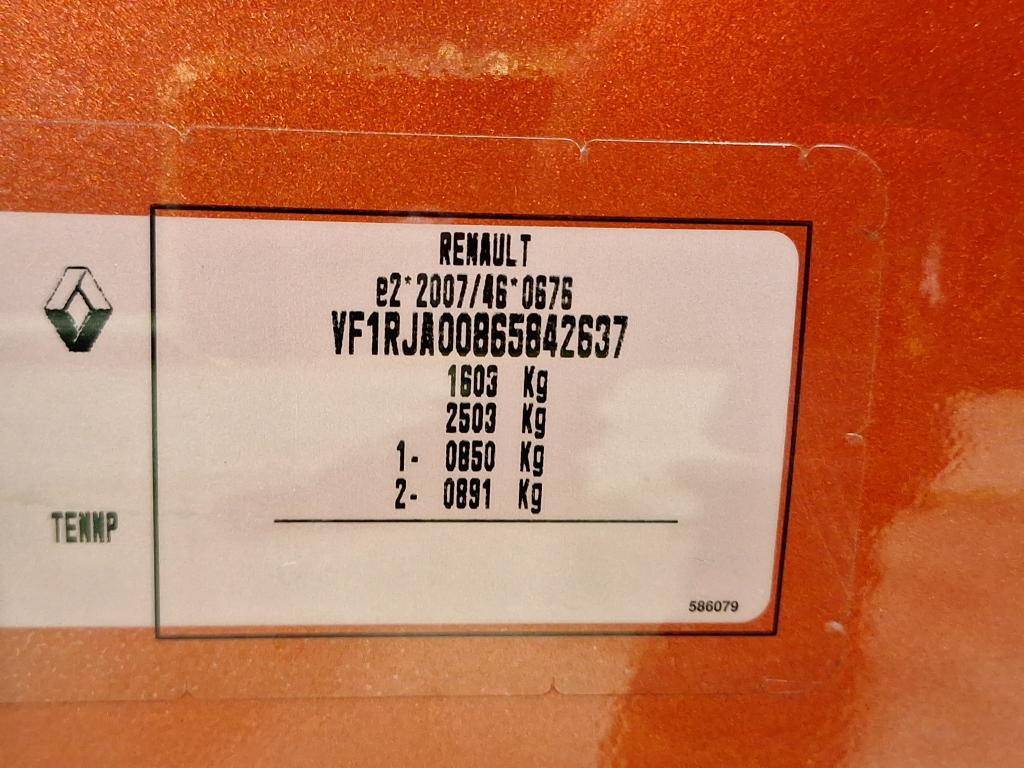 RENAULT
e2*2007/46*0676
VF1RJA00865842637
1603 Kg
2503 Kg
1- 0850 Kg
2- 0891 Kg
TENNP
586079